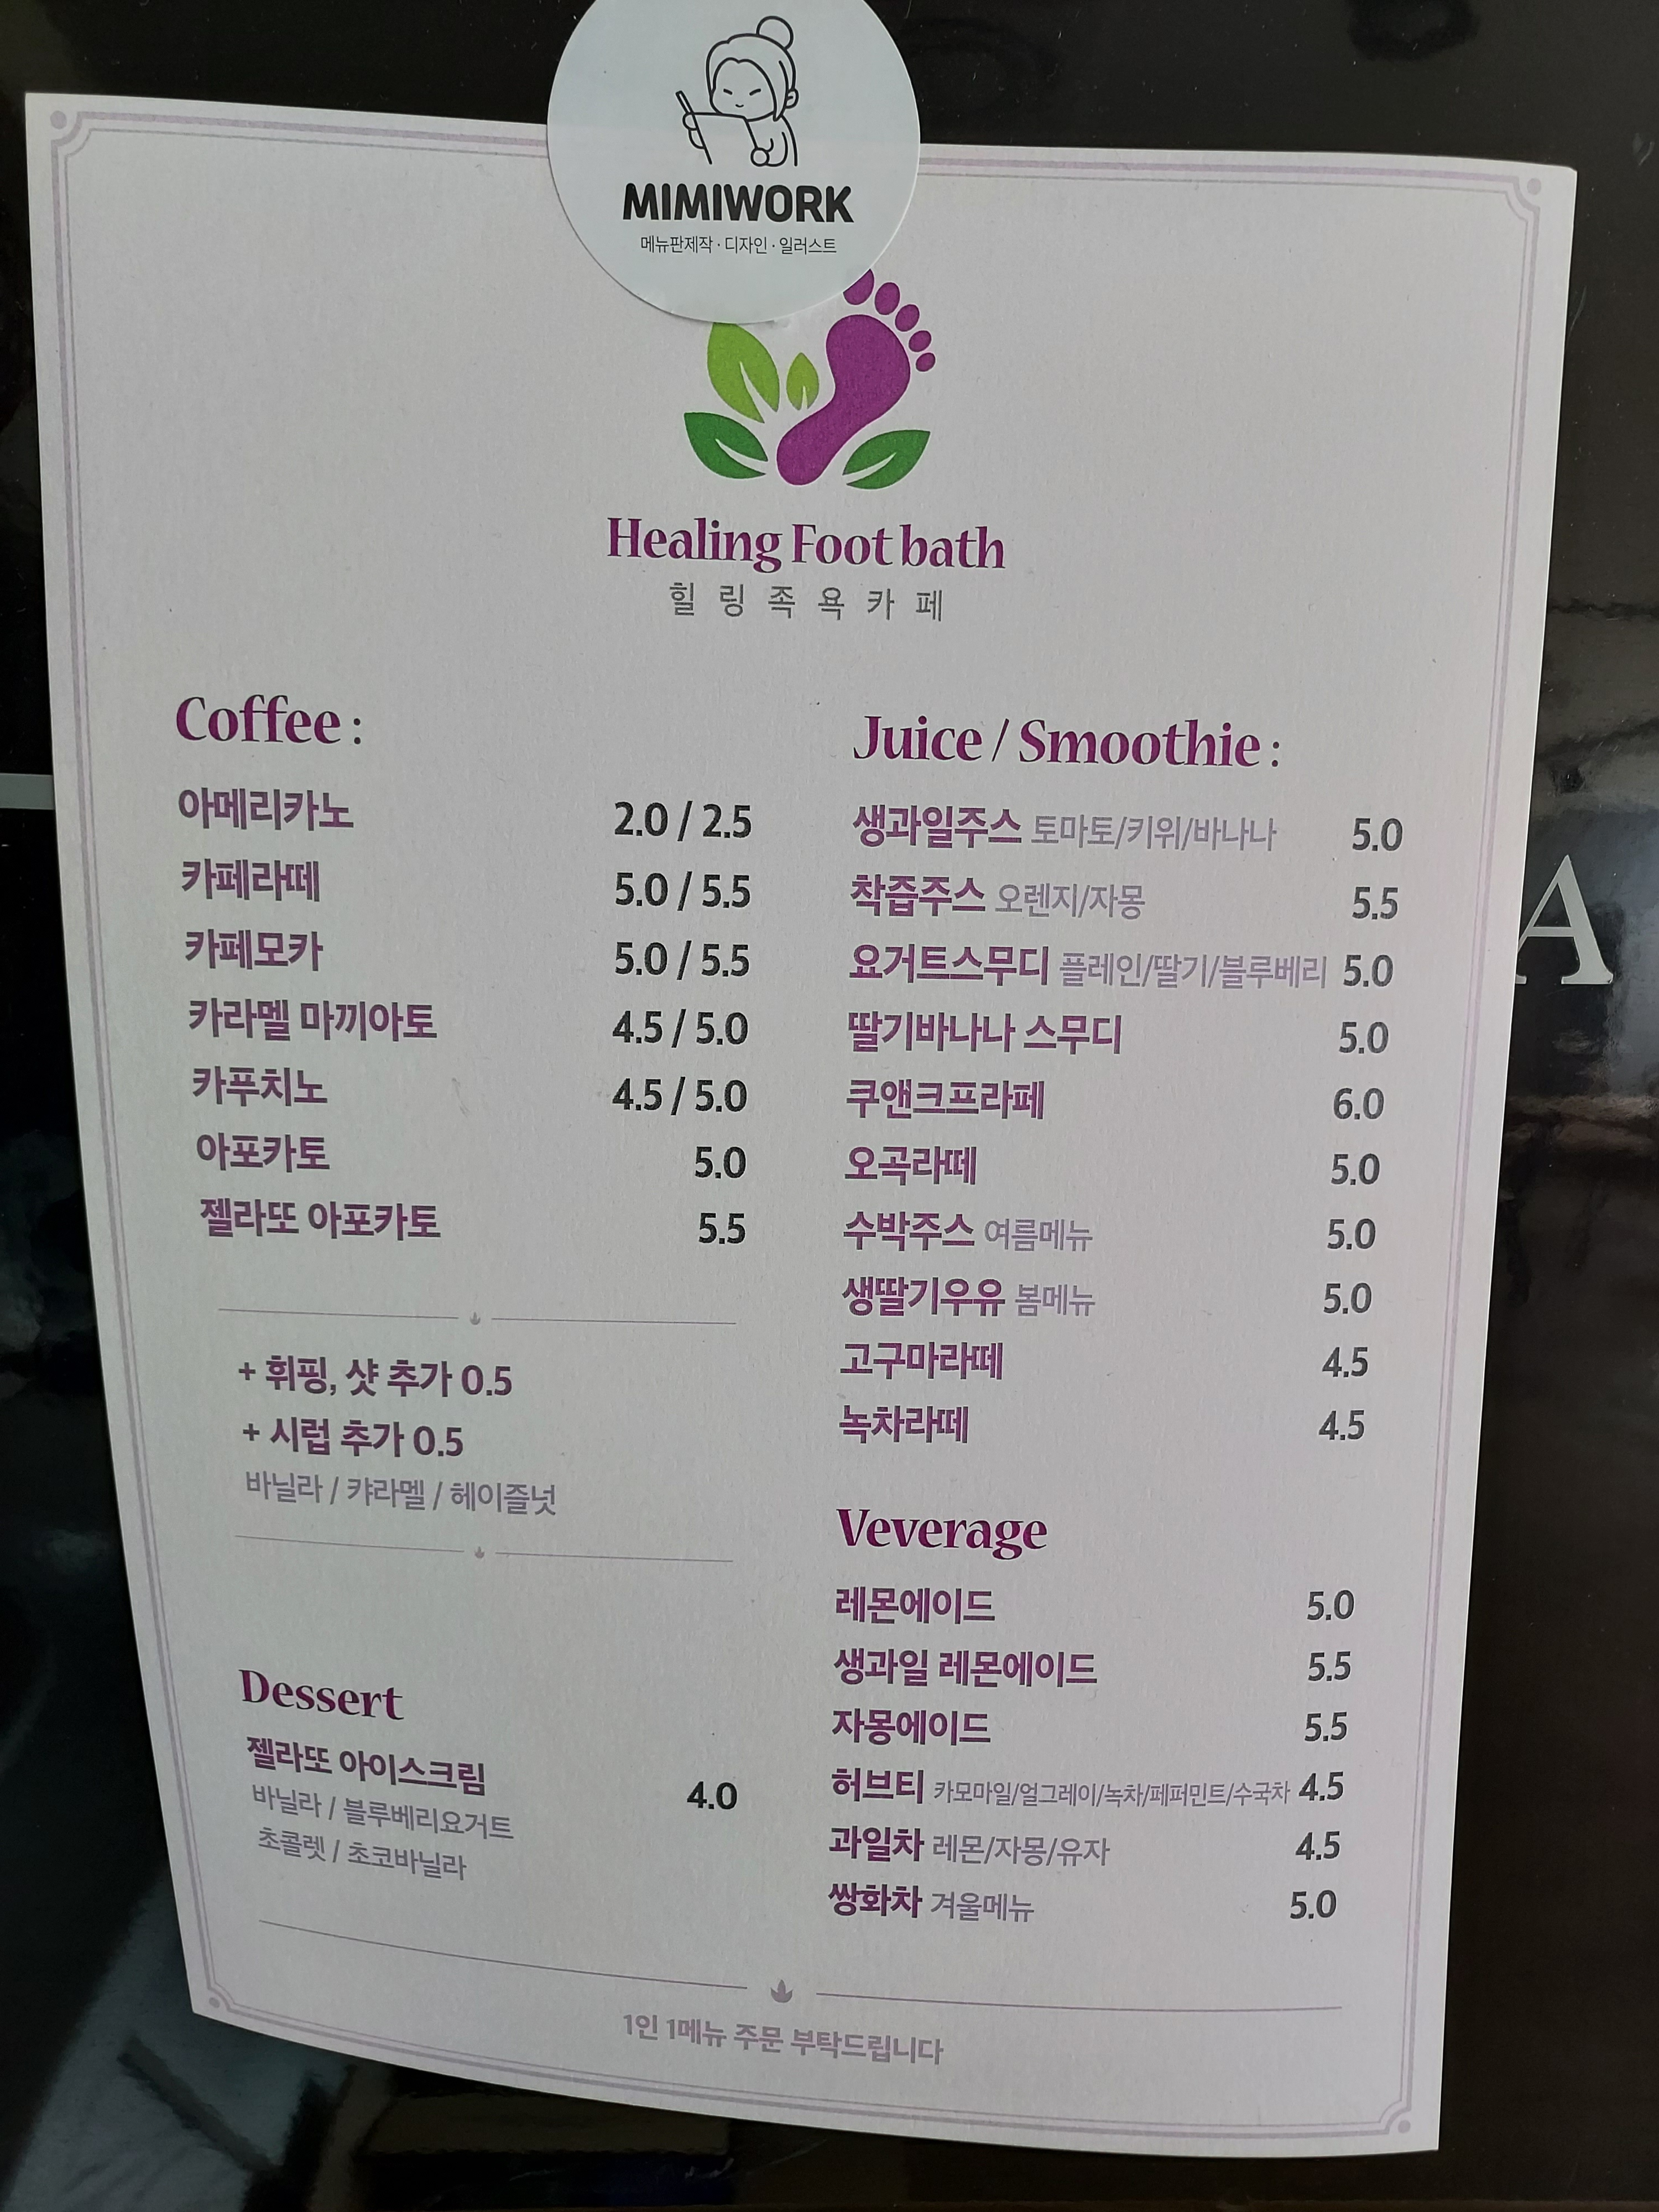 MIMIWORK
메뉴판제작 · 디자인 · 일러스트
Healing Foot bath
힐링족욕카페
Coffee :
아메리카노 2.0 / 2.5
카페라떼 5.0 / 5.5
카페모카 5.0 / 5.5
카라멜 마끼아토 4.5 / 5.0
카푸치노 4.5 / 5.0
아포카토 5.0
젤라또 아포카토 5.5
+ 휘핑, 샷 추가 0.5
+ 시럽 추가 0.5
바닐라 / 캬라멜 / 헤이즐넛
Dessert
젤라또 아이스크림 4.0
바닐라 / 블루베리요거트
초콜렛 / 초코바닐라
Juice / Smoothie :
생과일주스 토마토/키위/바나나 5.0
착즙주스 오렌지/자몽 5.5
요거트스무디 플레인/딸기/블루베리 5.0
딸기바나나 스무디 5.0
쿠앤크프라페 6.0
오곡라떼 5.0
수박주스 여름메뉴 5.0
생딸기우유 봄메뉴 5.0
고구마라떼 4.5
녹차라떼 4.5
Veverage
레몬에이드 5.0
생과일 레몬에이드 5.5
자몽에이드 5.5
허브티 카모마일/얼그레이/녹차/페퍼민트/수국차 4.5
과일차 레몬/자몽/유자 4.5
쌍화차 겨울메뉴 5.0
1인 1메뉴 주문 부탁드립니다
A